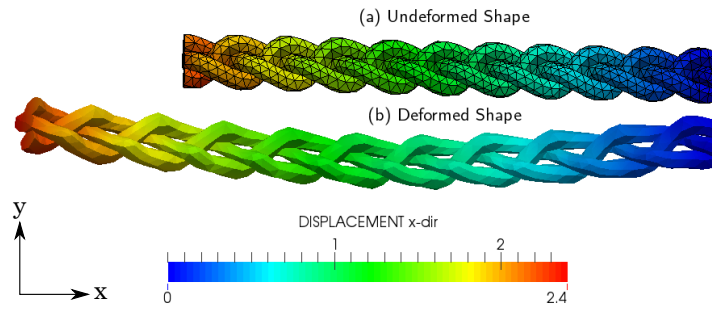 (a) Undeformed Shape
(b) Deformed Shape
y
x
DISPLACEMENT x-dir
1 2
0 2.4